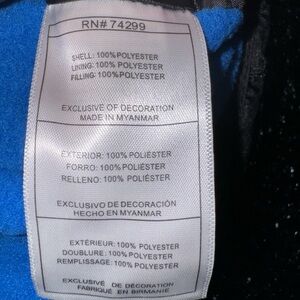 RN# 74299
SHELL: 100% POLYESTER
LINING: 100% POLYESTER
FILLING: 100% POLYESTER
EXCLUSIVE OF DECORATION
MADE IN MYANMAR
EXTERIOR: 100% POLIÉSTER
FORRO: 100% POLIÉSTER
RELLENO: 100% POLIÉSTER
EXCLUSIVO DE DECORACIÓN
HECHO EN MYANMAR
EXTÉRIEUR: 100% POLYESTER
DOUBLURE: 100% POLYESTER
REMPLISSAGE: 100% POLYESTER
EXCLUSIF DE DÉCORATION
FABRIQUÉ EN BIRMANIE